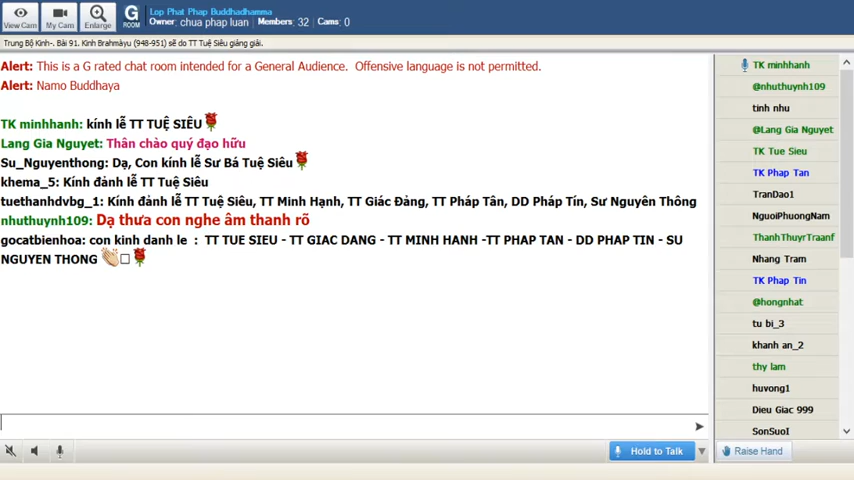 View Cam
My Cam
Enlarge
G
ROOM
Lop Phat Phap Buddhadhamma
Owner: chua phap luan Members: 32 Cams: 0
Trung Bộ Kinh-. Bài 91. Kinh Brahmàyu (948-951) sẽ do TT Tuệ Siêu giảng giải.
Alert: This is a G rated chat room intended for a General Audience. Offensive language is not permitted.
Alert: Namo Buddhaya
TK minhhanh: kính lễ TT TUỆ SIÊU
Lang Gia Nguyet: Thân chào quý đạo hữu
Su_Nguyenthong: Dạ, Con kính lễ Sư Bá Tuệ Siêu
khema_5: Kính đảnh lễ TT Tuệ Siêu
tuethanhdvbg_1: Kính đảnh lễ TT Tuệ Siêu, TT Minh Hạnh, TT Giác Đảng, TT Pháp Tân, DD Pháp Tín, Sư Nguyên Thông
nhuthuynh109: Dạ thưa con nghe âm thanh rõ
gocatbienhoa: con kinh danh le : TT TUE SIEU - TT GIAC DANG - TT MINH HANH -TT PHAP TAN - DD PHAP TIN - SU
NGUYEN THONG
TK minhhanh
@nhuthuynh109
tinh nhu
@Lang Gia Nguyet
TK Tue Sieu
TK Phap Tan
TranDao1
NguoiPhuongNam
ThanhThuyrTraanf
Nhang Tram
TK Phap Tin
@hongnhat
tu bi_3
khanh an_2
thy lam
huvong1
Dieu Giac 999
SonSuoI
Hold to Talk
Raise Hand